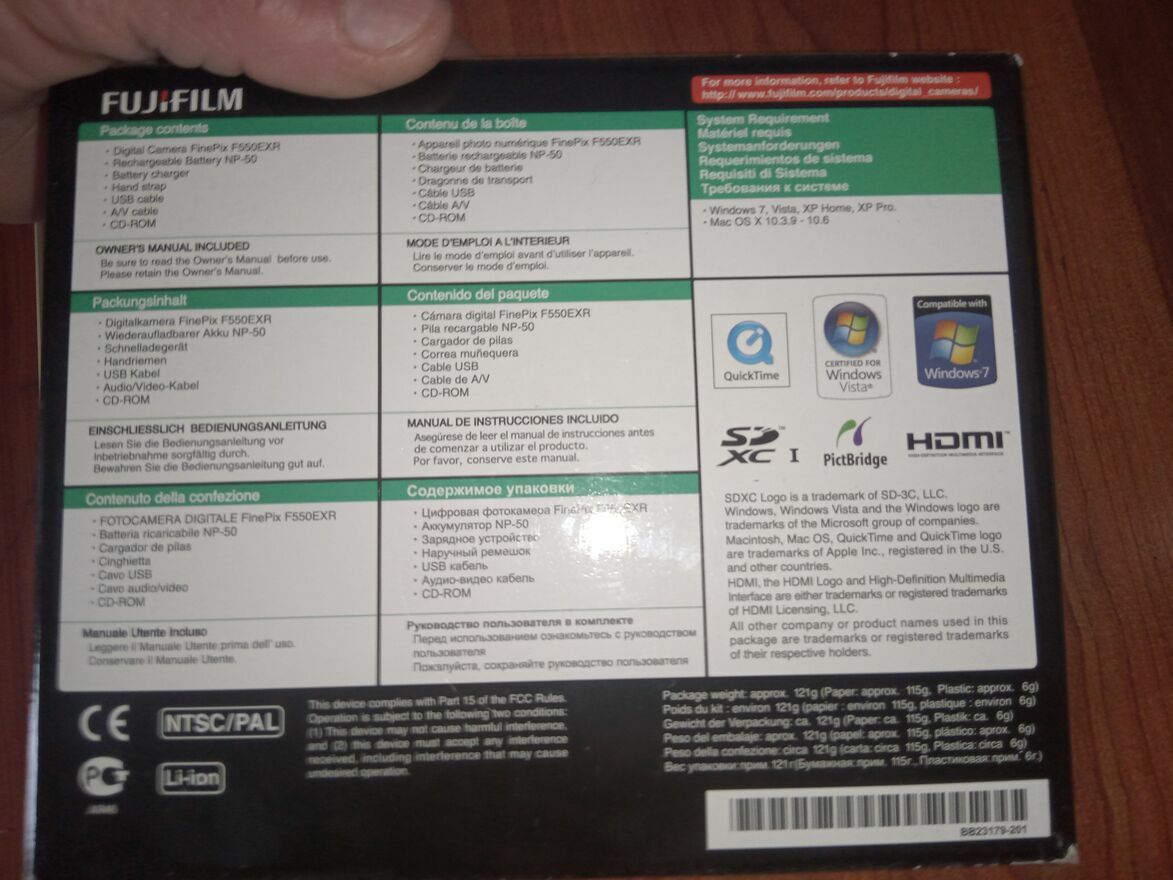 FUJIFILM
For more information, refer to Fujifilm website :
http://www.fujifilm.com/products/digital_cameras/
Package contents
・Digital Camera FinePix F550EXR
・Rechargeable Battery NP-50
・Battery charger
・Hand strap
・USB cable
・A/V cable
・CD-ROM
OWNER'S MANUAL INCLUDED
Be sure to read the Owner's Manual before use.
Please retain the Owner's Manual.
Contenu de la boîte
・Appareil photo numérique FinePix F550EXR
・Batterie rechargeable NP-50
・Chargeur de batterie
・Dragonne de transport
・Câble USB
・Câble A/V
・CD-ROM
MODE D'EMPLOI A L'INTERIEUR
Lire le mode d'emploi avant d'utiliser l'appareil.
Conserver le mode d'emploi.
System Requirement
Matériel requis
Systemanforderungen
Requerimientos de sistema
Requisiti di Sistema
Требования к системе
・Windows 7, Vista, XP Home, XP Pro.
・Mac OS X 10.3.9 - 10.6
Packungsinhalt
・Digitalkamera FinePix F550EXR
・Wiederaufladbarer Akku NP-50
・Schnelladegerät
・Handriemen
・USB Kabel
・Audio/Video-Kabel
・CD-ROM
EINSCHLIESSLICH BEDIENUNGSANLEITUNG
Lesen Sie die Bedienungsanleitung vor
Inbetriebnahme sorgfältig durch.
Bewahren Sie die Bedienungsanleitung gut auf.
Contenido del paquete
・Cámara digital FinePix F550EXR
・Pila recargable NP-50
・Cargador de pilas
・Correa muñequera
・Cable USB
・Cable de A/V
・CD-ROM
MANUAL DE INSTRUCCIONES INCLUIDO
Asegúrese de leer el manual de instrucciones antes
de comenzar a utilizar el producto.
Por favor, conserve este manual.
QuickTime
CERTIFIED FOR
Windows
Vista®
Compatible with
Windows 7
SD XC I
PictBridge
HDMI™
HIGH-DEFINITION MULTIMEDIA INTERFACE
Contenuto della confezione
・FOTOCAMERA DIGITALE FinePix F550EXR
・Batteria ricaricabile NP-50
・Cargador de pilas
・Cinghietta
・Cavo USB
・Cavo audio/video
・CD-ROM
Manuale Utente Incluso
Leggere il Manuale Utente prima dell' uso.
Conservare il Manuale Utente.
Содержимое упаковки
・Цифровая фотокамера FinePix F550EXR
・Аккумулятор NP-50
・Зарядное устройство
・Наручный ремешок
・USB кабель
・Аудио-видео кабель
・CD-ROM
Руководство пользователя в комплекте
Перед использованием ознакомьтесь с руководством
пользователя
Пожалуйста, сохраняйте руководство пользователя
SDXC Logo is a trademark of SD-3C, LLC.
Windows, Windows Vista and the Windows logo are
trademarks of the Microsoft group of companies.
Macintosh, Mac OS, QuickTime and QuickTime logo
are trademarks of Apple Inc., registered in the U.S.
and other countries.
HDMI, the HDMI Logo and High-Definition Multimedia
Interface are either trademarks or registered trademarks
of HDMI Licensing, LLC.
All other company or product names used in this
package are trademarks or registered trademarks
of their respective holders.
CE
NTSC/PAL
Li-ion
This device complies with Part 15 of the FCC Rules.
Operation is subject to the following two conditions:
(1) This device may not cause harmful interference
and (2) this device must accept any interference
received, including interference that may cause
undesired operation.
Package weight: approx. 121g (Paper: approx. 115g, Plastic: approx. 6g)
Poids du kit : environ 121g (papier : environ 115g, plastique : environ 6g)
Gewicht der Verpackung: ca. 121g (Paper: ca. 115g, Plastik: ca. 6g)
Peso del embalaje: aprox. 121g (papel: aprox. 115g, plástico: aprox. 6g)
Peso della confezione: circa 121g (carta: circa 115g, Plastica: circa 6g)
Вес упаковки:прим. 121г(Бумажная:прим. 115г., Пластиковая:прим. 6г.)
BB23179-201